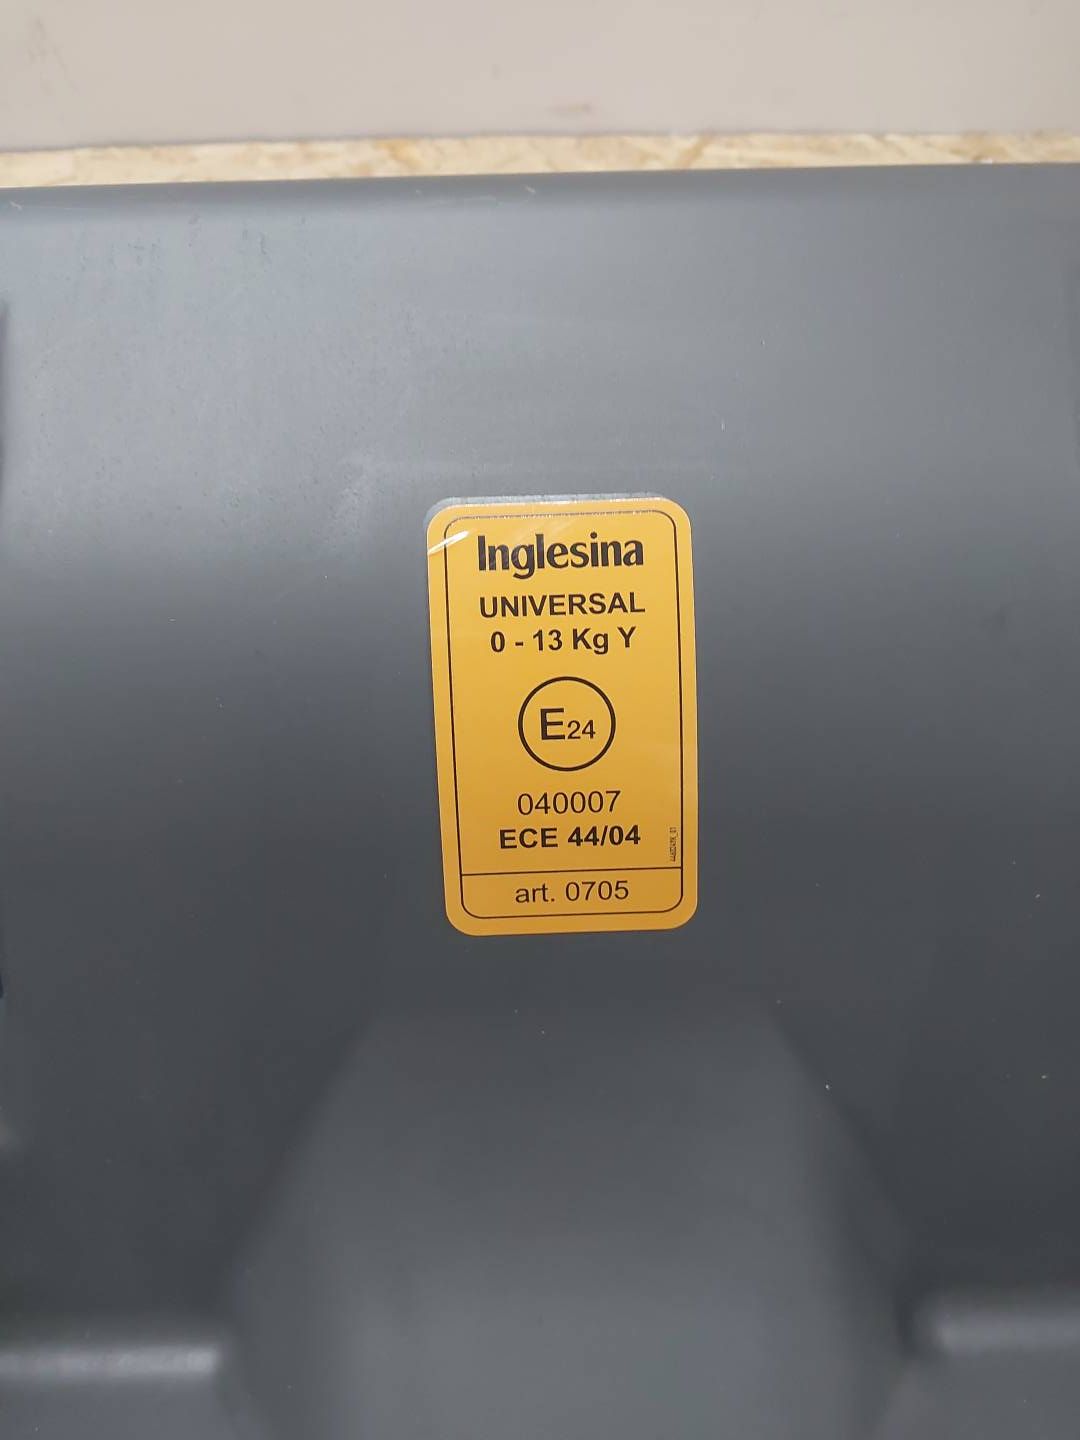 Inglesina
UNIVERSAL
0 - 13 Kg Y
E24
040007
ECE 44/04
art. 0705